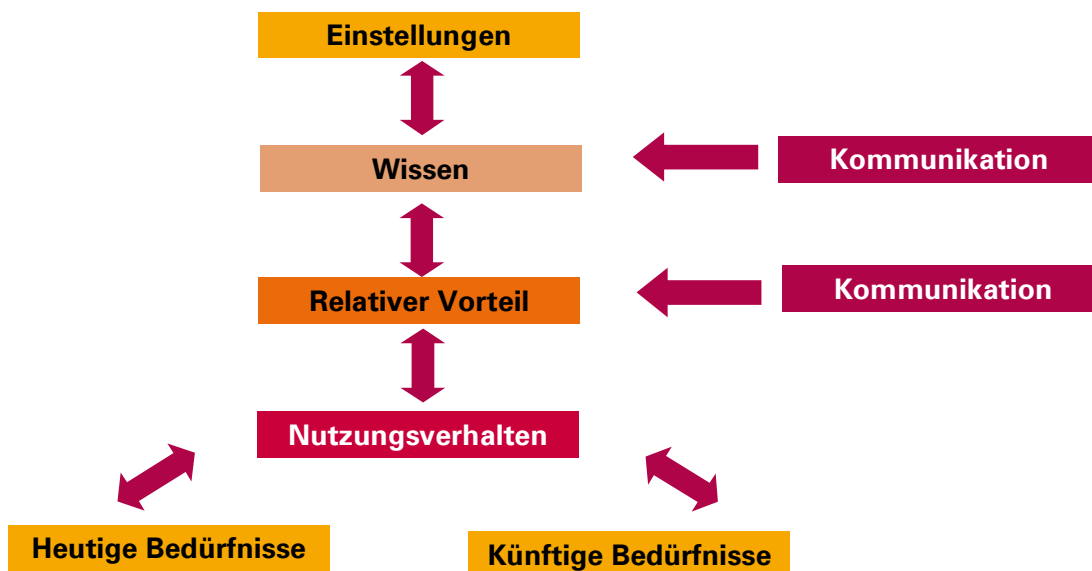 Einstellungen
Wissen
Kommunikation
Relativer Vorteil
Kommunikation
Nutzungsverhalten
Heutige Bedürfnisse
Künftige Bedürfnisse